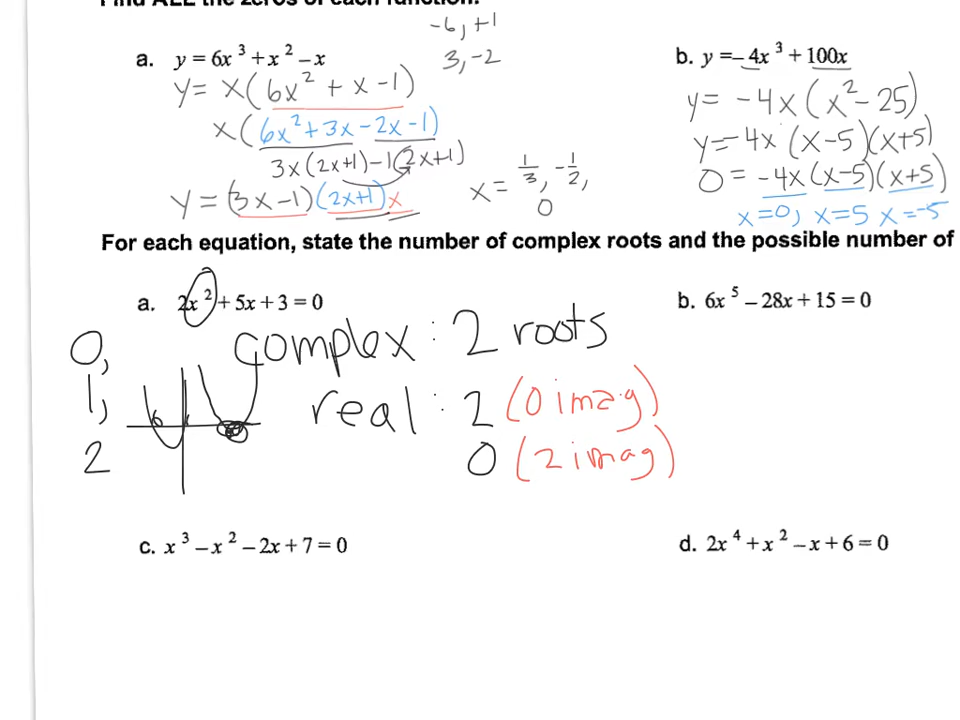 Find ALL the zeros of each function.
-6, +1
3, -2
a. y = 6x³ + x² – x
y = x(6x² + x - 1)
x(6x² + 3x - 2x - 1)
3x(2x+1) - 1(2x+1)
y = (3x - 1)(2x+1)x
x = 1/3, -1/2, 0
b. y = – 4x³ + 100x
y = -4x(x² - 25)
y = -4x(x-5)(x+5)
0 = -4x(x-5)(x+5)
x=0, x=5 x=-5
For each equation, state the number of complex roots and the possible number of
a. 2x² + 5x + 3 = 0
0,
1,
2
complex: 2 roots
real: 2 (0 imag)
0 (2 imag)
b. 6x⁵ – 28x + 15 = 0
c. x³ – x² – 2x + 7 = 0
d. 2x⁴ + x² – x + 6 = 0